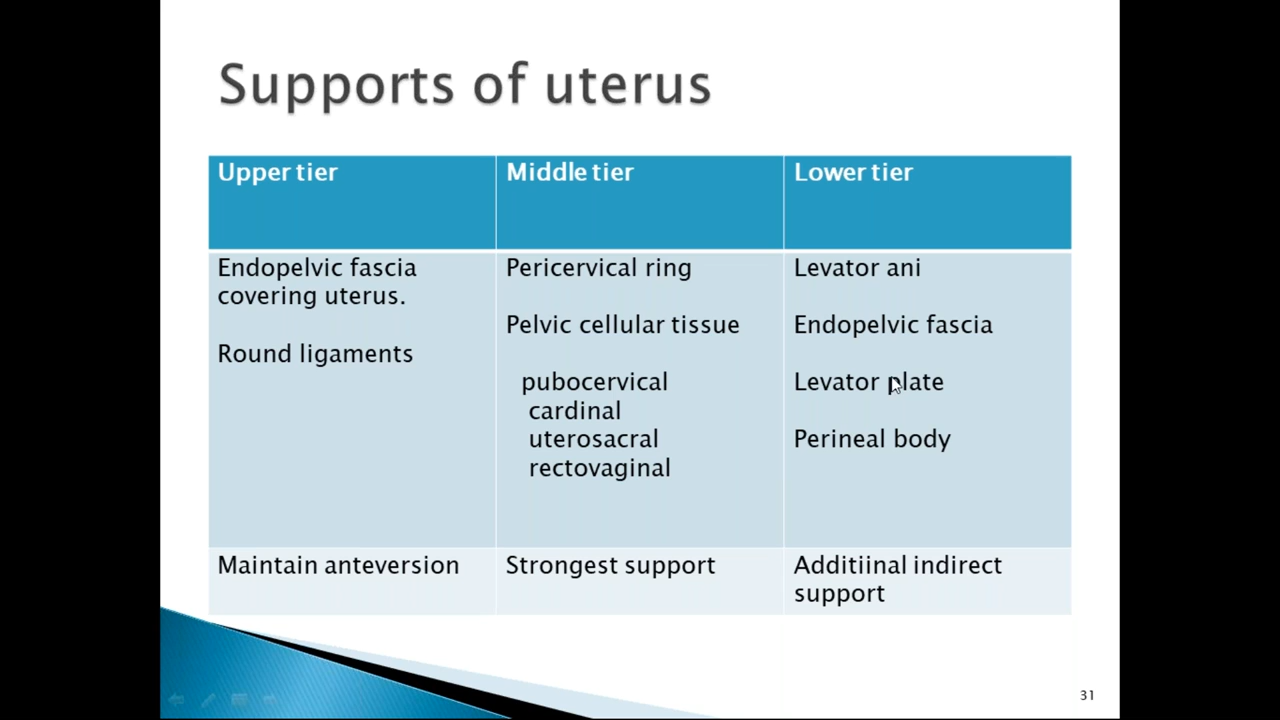 Supports of uterus
Upper tier
Middle tier
Lower tier
Endopelvic fascia
covering uterus.
Round ligaments
Pericervical ring
Pelvic cellular tissue
pubocervical
cardinal
uterosacral
rectovaginal
Levator ani
Endopelvic fascia
Levator plate
Perineal body
Maintain anteversion
Strongest support
Additiinal indirect
support
31